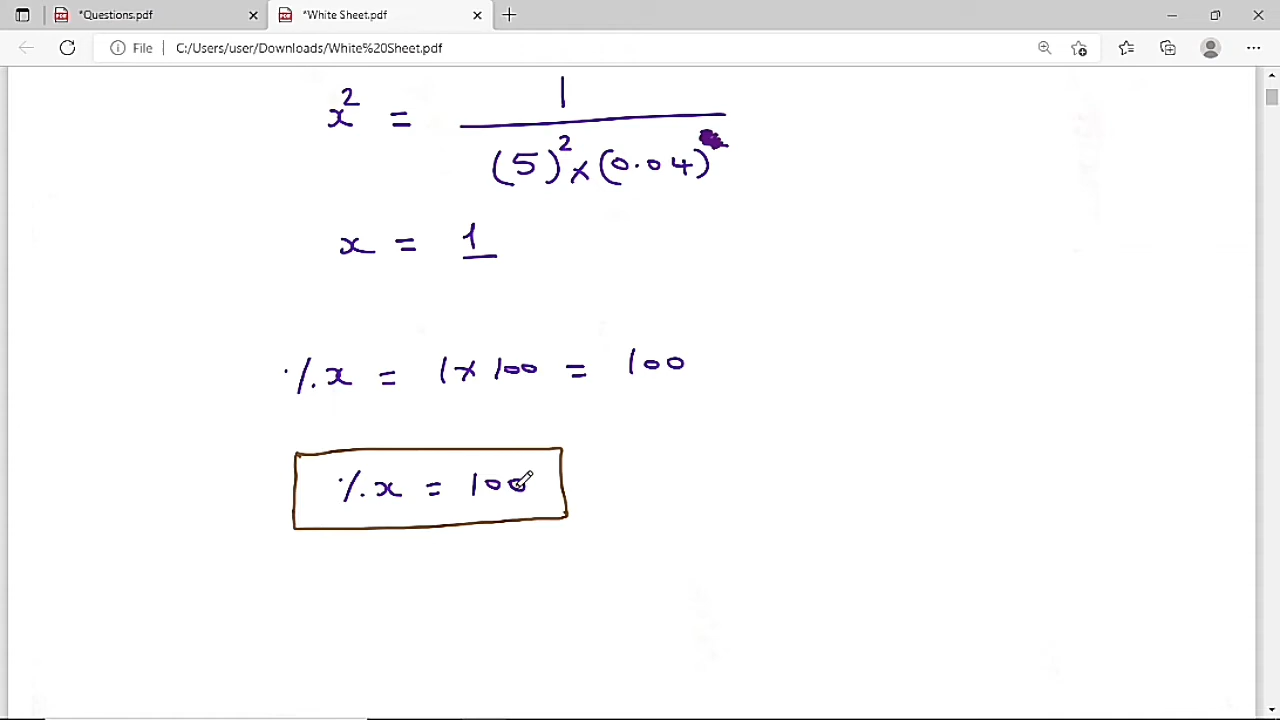 *Questions.pdf
*White Sheet.pdf
File C:/Users/user/Downloads/White%20Sheet.pdf
x² = 1 / (5)² × (0.04)
x = 1
%x = 1 × 100 = 100
%x = 100